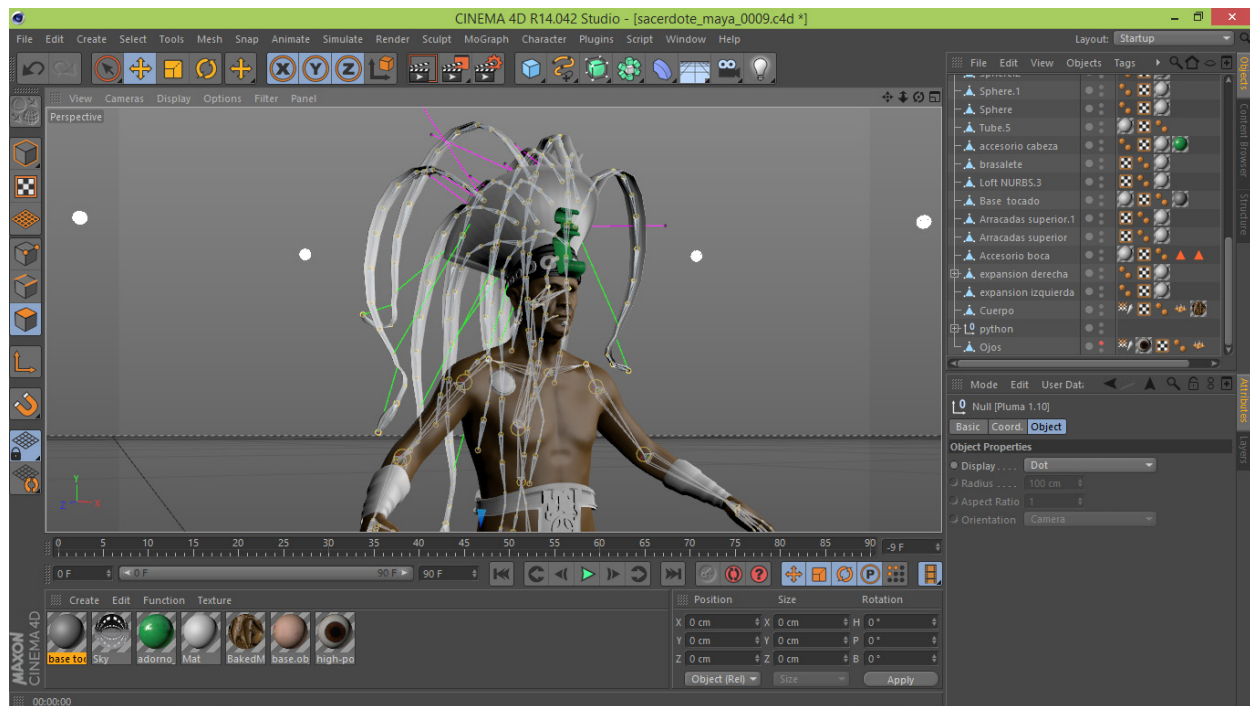 CINEMA 4D R14.042 Studio - [sacerdote_maya_0009.c4d *]
File Edit Create Select Tools Mesh Snap Animate Simulate Render Sculpt MoGraph Character Plugins Script Window Help
Layout: Startup
View Cameras Display Options Filter Panel
Perspective
Y
Z X
File Edit View Objects Tags
Sphere.1
Sphere
Tube.5
accesorio cabeza
brasalete
Loft NURBS.3
Base tocado
Arracadas superior.1
Arracadas superior
Accesorio boca
expansion derecha
expansion izquierda
Cuerpo
python
Ojos
Objects
Content Browser
Structure
Mode Edit User Dat
Null [Pluma 1.10]
Basic Coord. Object
Object Properties
Display . . . . Dot
Radius . . . . 100 cm
Aspect Ratio 1
Orientation Camera
Attributes
Layers
0 5 10 15 20 25 30 35 40 45 50 55 60 65 70 75 80 85 90 -9 F
0 F 0 F 90 F 90 F
Create Edit Function Texture
base toc Sky adorno_ Mat BakedM base.ob high-po
Position Size Rotation
X 0 cm X 0 cm H 0 °
Y 0 cm Y 0 cm P 0 °
Z 0 cm Z 0 cm B 0 °
Object (Rel) Size Apply
MAXON
CINEMA 4D
00:00:00